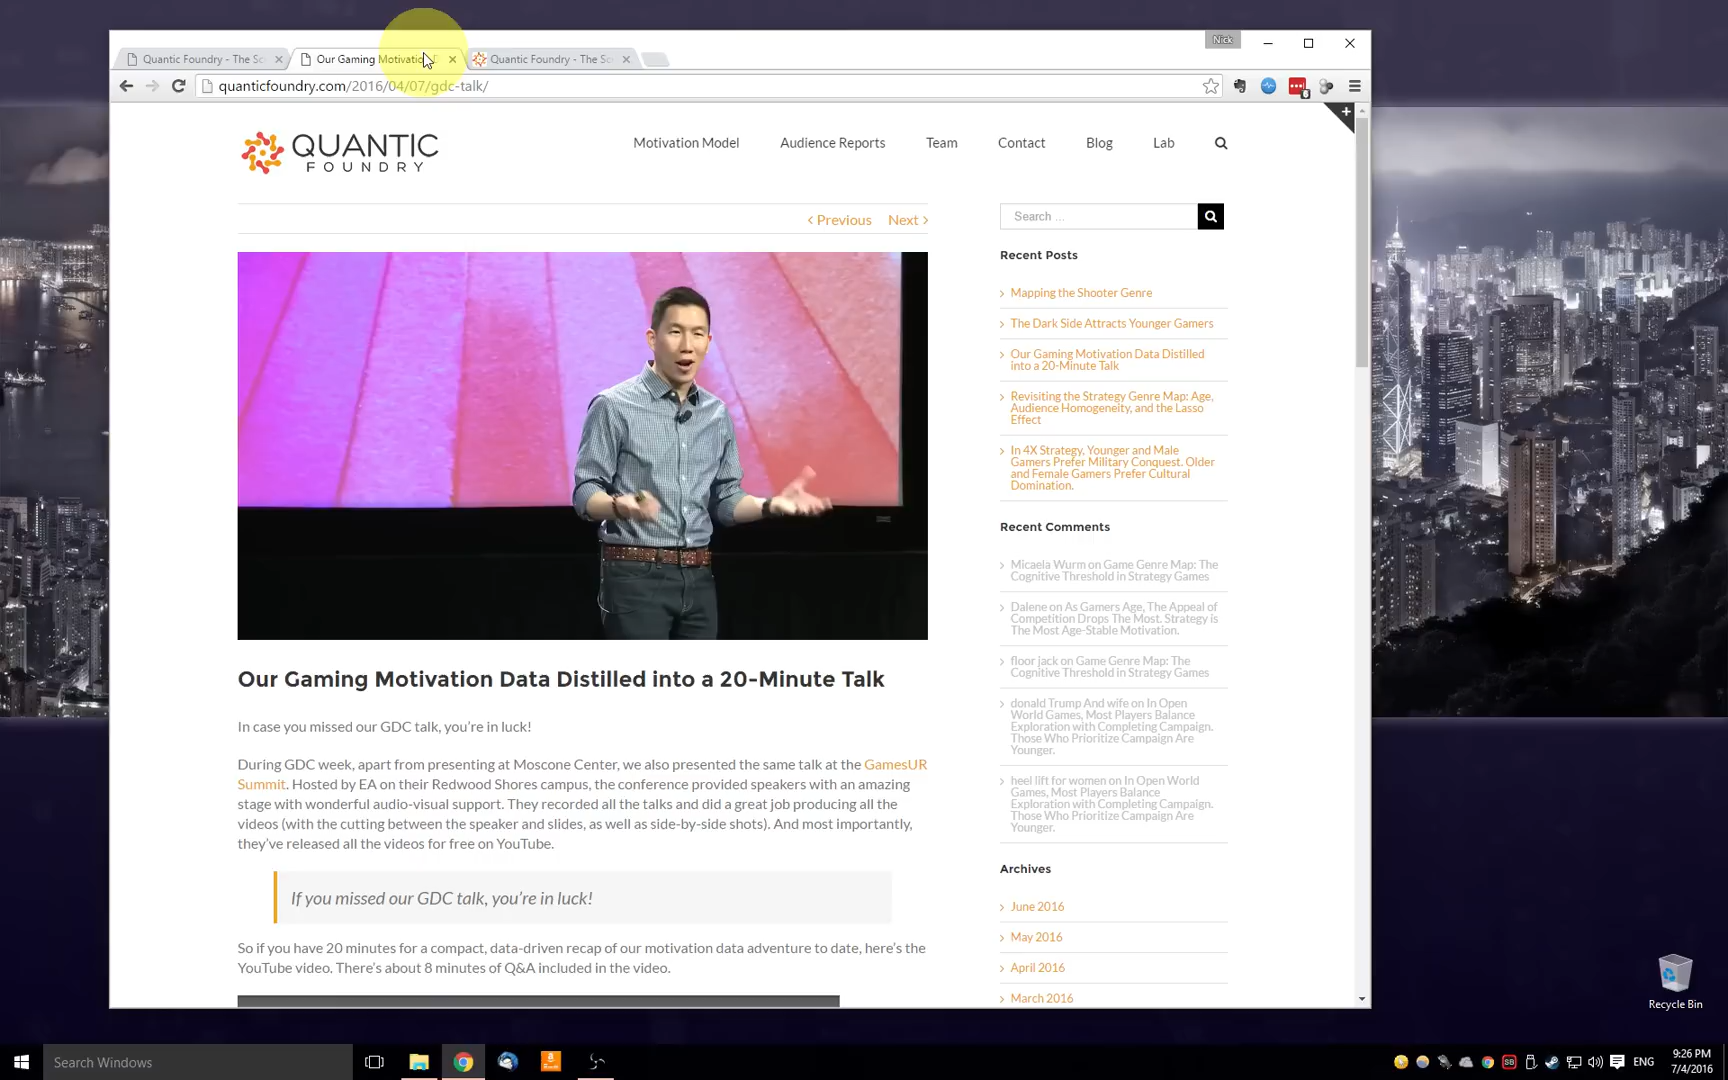 Nick
Quantic Foundry - The Sc
Our Gaming Motivatio
Quantic Foundry - The Sc
quanticfoundry.com/2016/04/07/gdc-talk/
QUANTIC
FOUNDRY
Motivation Model
Audience Reports
Team
Contact
Blog
Lab
Previous
Next
Search ...
Recent Posts
Mapping the Shooter Genre
The Dark Side Attracts Younger Gamers
Our Gaming Motivation Data Distilled
into a 20-Minute Talk
Revisiting the Strategy Genre Map: Age,
Audience Homogeneity, and the Lasso
Effect
In 4X Strategy, Younger and Male
Gamers Prefer Military Conquest. Older
and Female Gamers Prefer Cultural
Domination.
Recent Comments
Micaela Wurm on Game Genre Map: The
Cognitive Threshold in Strategy Games
Dalene on As Gamers Age, The Appeal of
Competition Drops The Most. Strategy is
The Most Age-Stable Motivation.
floor jack on Game Genre Map: The
Cognitive Threshold in Strategy Games
donald Trump And wife on In Open
World Games, Most Players Balance
Exploration with Completing Campaign.
Those Who Prioritize Campaign Are
Younger.
heel lift for women on In Open World
Games, Most Players Balance
Exploration with Completing Campaign.
Those Who Prioritize Campaign Are
Younger.
Archives
June 2016
May 2016
April 2016
March 2016
Our Gaming Motivation Data Distilled into a 20-Minute Talk
In case you missed our GDC talk, you're in luck!
During GDC week, apart from presenting at Moscone Center, we also presented the same talk at the GamesUR
Summit. Hosted by EA on their Redwood Shores campus, the conference provided speakers with an amazing
stage with wonderful audio-visual support. They recorded all the talks and did a great job producing all the
videos (with the cutting between the speaker and slides, as well as side-by-side shots). And most importantly,
they've released all the videos for free on YouTube.
If you missed our GDC talk, you're in luck!
So if you have 20 minutes for a compact, data-driven recap of our motivation data adventure to date, here's the
YouTube video. There's about 8 minutes of Q&A included in the video.
Recycle Bin
Search Windows
SB
ENG
9:26 PM
7/4/2016